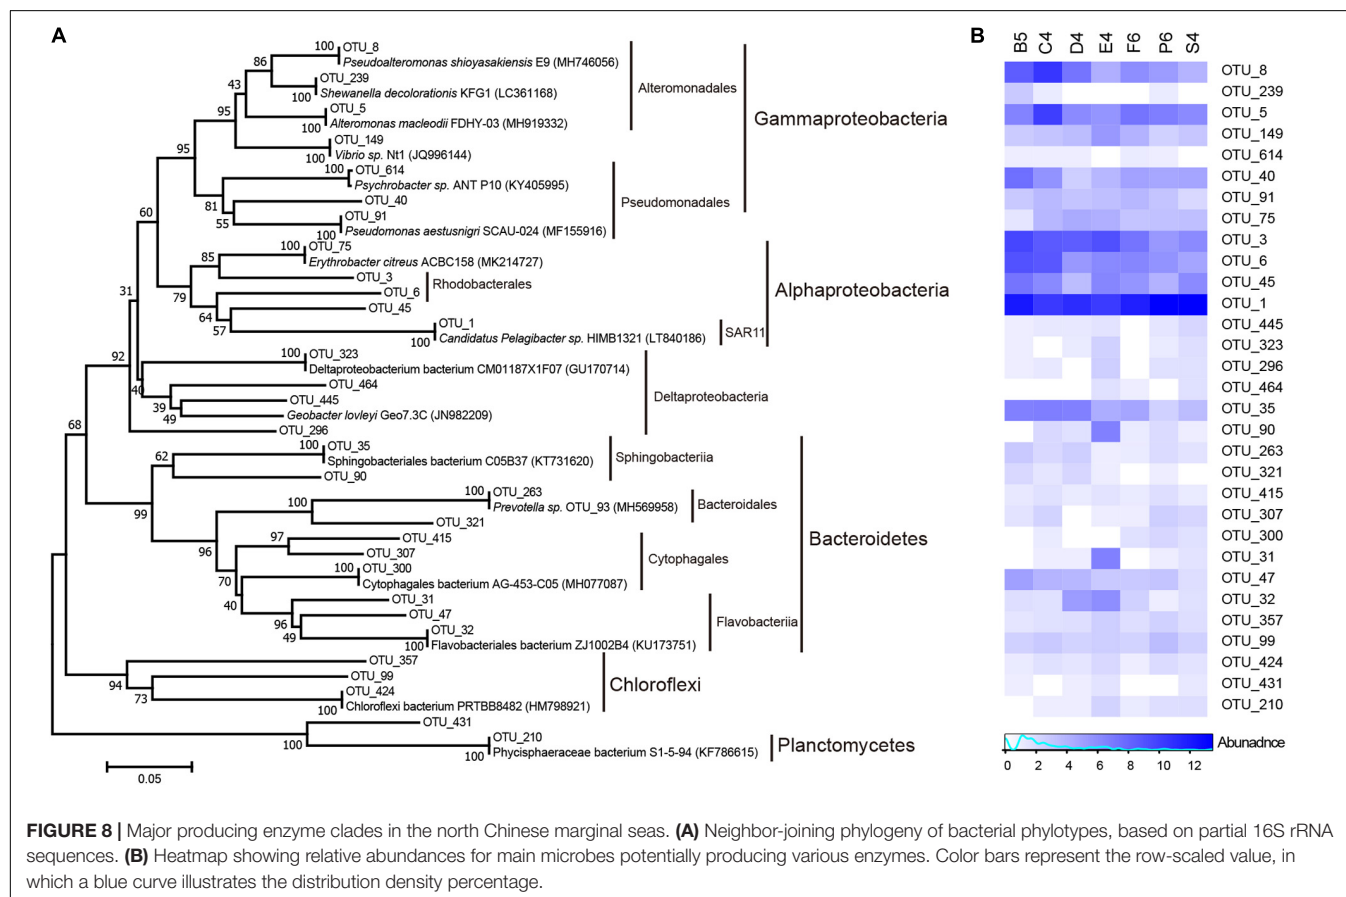 A
100 OTU_8
86 Pseudoalteromonas shioyasakiensis E9 (MH746056)
43 OTU_239
100 Shewanella decolorationis KFG1 (LC361168)
Alteromonadales
95 OTU_5
100 Alteromonas macleodii FDHY-03 (MH919332)
Gammaproteobacteria
OTU_149
95 100 Vibrio sp. Nt1 (JQ996144)
100 OTU_614
Psychrobacter sp. ANT P10 (KY405995)
81 OTU_40
Pseudomonadales
60 55 OTU_91
100 Pseudomonas aestusnigri SCAU-024 (MF155916)
100 OTU_75
85 Erythrobacter citreus ACBC158 (MK214727)
OTU_3
Rhodobacterales
Alphaproteobacteria
31 79 OTU_6
64 OTU_45
57 OTU_1
SAR11
100 Candidatus Pelagibacter sp. HIMB1321 (LT840186)
92 100 OTU_323
Deltaproteobacterium bacterium CM01187X1F07 (GU170714)
40 OTU_464
Deltaproteobacteria
39 OTU_445
49 Geobacter lovleyi Geo7.3C (JN982209)
68 OTU_296
100 OTU_35
62 Sphingobacteriales bacterium C05B37 (KT731620)
Sphingobacteriia
OTU_90
99 100 OTU_263
100 Prevotella sp. OTU_93 (MH569958)
Bacteroidales
OTU_321
96 97 OTU_415
Bacteroidetes
OTU_307
Cytophagales
70 100 OTU_300
Cytophagales bacterium AG-453-C05 (MH077087)
40 OTU_31
96 OTU_47
Flavobacteriia
49 OTU_32
100 Flavobacteriales bacterium ZJ1002B4 (KU173751)
OTU_357
94 OTU_99
Chloroflexi
73 OTU_424
100 Chloroflexi bacterium PRTBB8482 (HM798921)
OTU_431
100 OTU_210
Planctomycetes
100 Phycisphaeraceae bacterium S1-5-94 (KF786615)
0.05
B
B5 C4 D4 E4 F6 P6 S4
OTU_8
OTU_239
OTU_5
OTU_149
OTU_614
OTU_40
OTU_91
OTU_75
OTU_3
OTU_6
OTU_45
OTU_1
OTU_445
OTU_323
OTU_296
OTU_464
OTU_35
OTU_90
OTU_263
OTU_321
OTU_415
OTU_307
OTU_300
OTU_31
OTU_47
OTU_32
OTU_357
OTU_99
OTU_424
OTU_431
OTU_210
Abunadnce
0 2 4 6 8 10 12
FIGURE 8 | Major producing enzyme clades in the north Chinese marginal seas. (A) Neighbor-joining phylogeny of bacterial phylotypes, based on partial 16S rRNA
sequences. (B) Heatmap showing relative abundances for main microbes potentially producing various enzymes. Color bars represent the row-scaled value, in
which a blue curve illustrates the distribution density percentage.